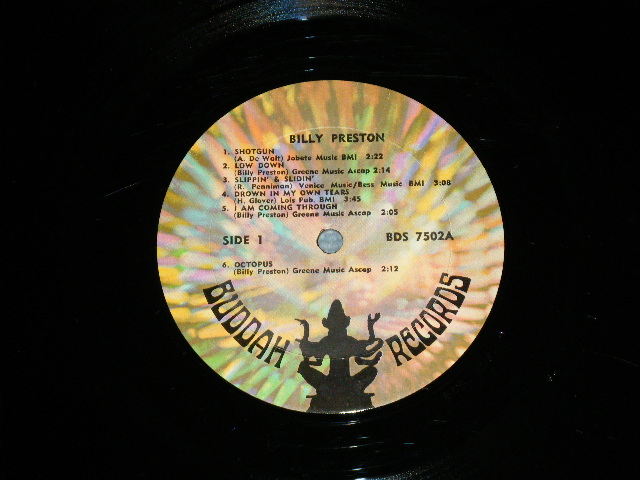 BILLY PRESTON
1. SHOTGUN
(A. De Walt) Jobete Music BMI 2:22
2. LOW DOWN
(Billy Preston) Greene Music Ascap 2:14
3. SLIPPIN' & SLIDIN'
(R. Penniman) Venice Music/Bess Music BMI 3:08
4. DROWN IN MY OWN TEARS
(H. Glover) Lois Pub. BMI 3:45
5. I AM COMING THROUGH
(Billy Preston) Greene Music Ascap 2:05
SIDE 1
BDS 7502A
6. OCTOPUS
(Billy Preston) Greene Music Ascap 2:12
BUDDAH RECORDS